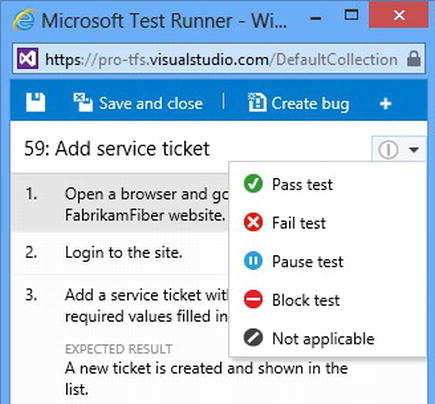 Microsoft Test Runner - Wi...
https://pro-tfs.visualstudio.com/DefaultCollection
Save and close
Create bug
59: Add service ticket
Pass test
Fail test
Pause test
Block test
Not applicable
1. Open a browser and go
FabrikamFiber website.
2. Login to the site.
3. Add a service ticket with
required values filled in
EXPECTED RESULT
A new ticket is created and shown in the
list.